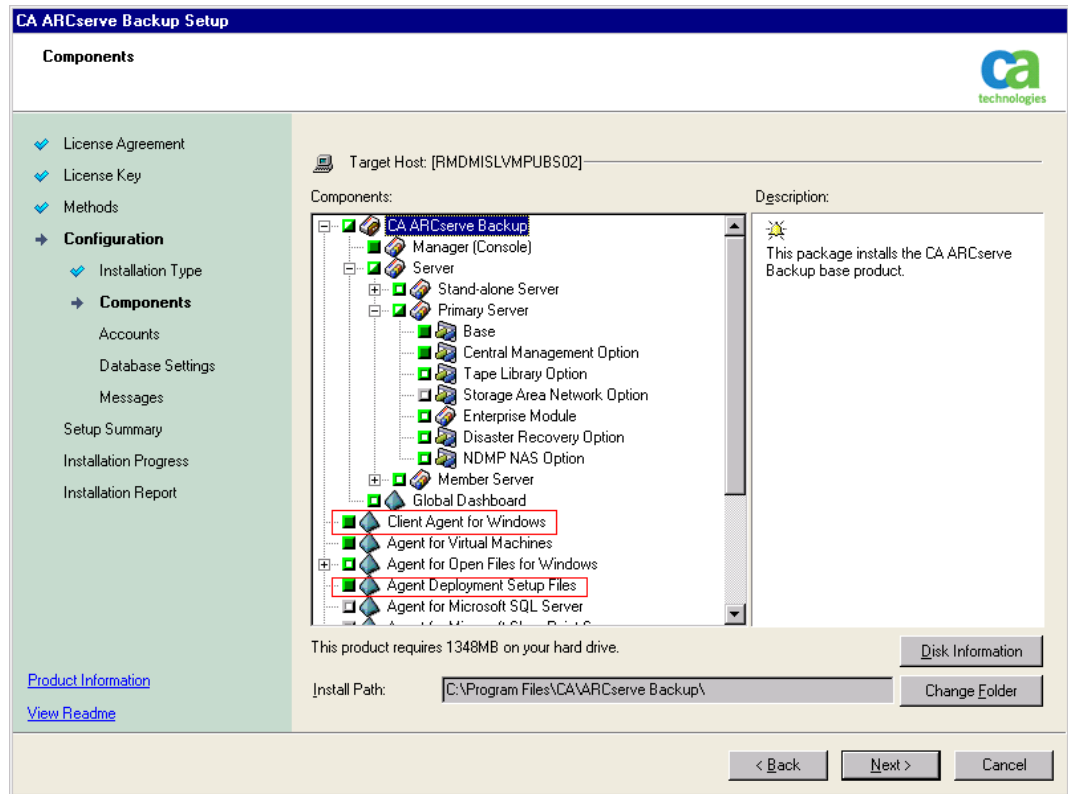 CA ARCserve Backup Setup
Components
ca
technologies
License Agreement
License Key
Methods
Configuration
Installation Type
Components
Accounts
Database Settings
Messages
Setup Summary
Installation Progress
Installation Report
Product Information
View Readme
Target Host: [RMDMISLVMPUBS02]
Components:
CA ARCserve Backup
Manager (Console)
Server
Stand-alone Server
Primary Server
Base
Central Management Option
Tape Library Option
Storage Area Network Option
Enterprise Module
Disaster Recovery Option
NDMP NAS Option
Member Server
Global Dashboard
Client Agent for Windows
Agent for Virtual Machines
Agent for Open Files for Windows
Agent Deployment Setup Files
Agent for Microsoft SQL Server
Description:
This package installs the CA ARCserve
Backup base product.
This product requires 1348MB on your hard drive.
Disk Information
Install Path:
C:\Program Files\CA\ARCserve Backup\
Change Folder
< Back
Next >
Cancel